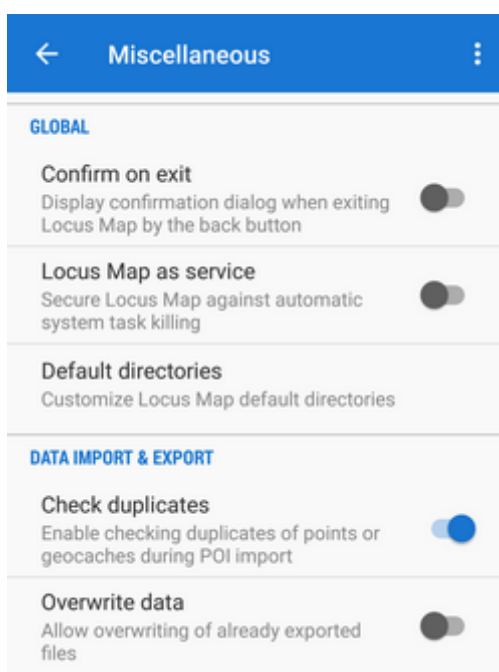 Miscellaneous
GLOBAL
Confirm on exit
Display confirmation dialog when exiting
Locus Map by the back button
Locus Map as service
Secure Locus Map against automatic
system task killing
Default directories
Customize Locus Map default directories
DATA IMPORT & EXPORT
Check duplicates
Enable checking duplicates of points or
geocaches during POI import
Overwrite data
Allow overwriting of already exported
files